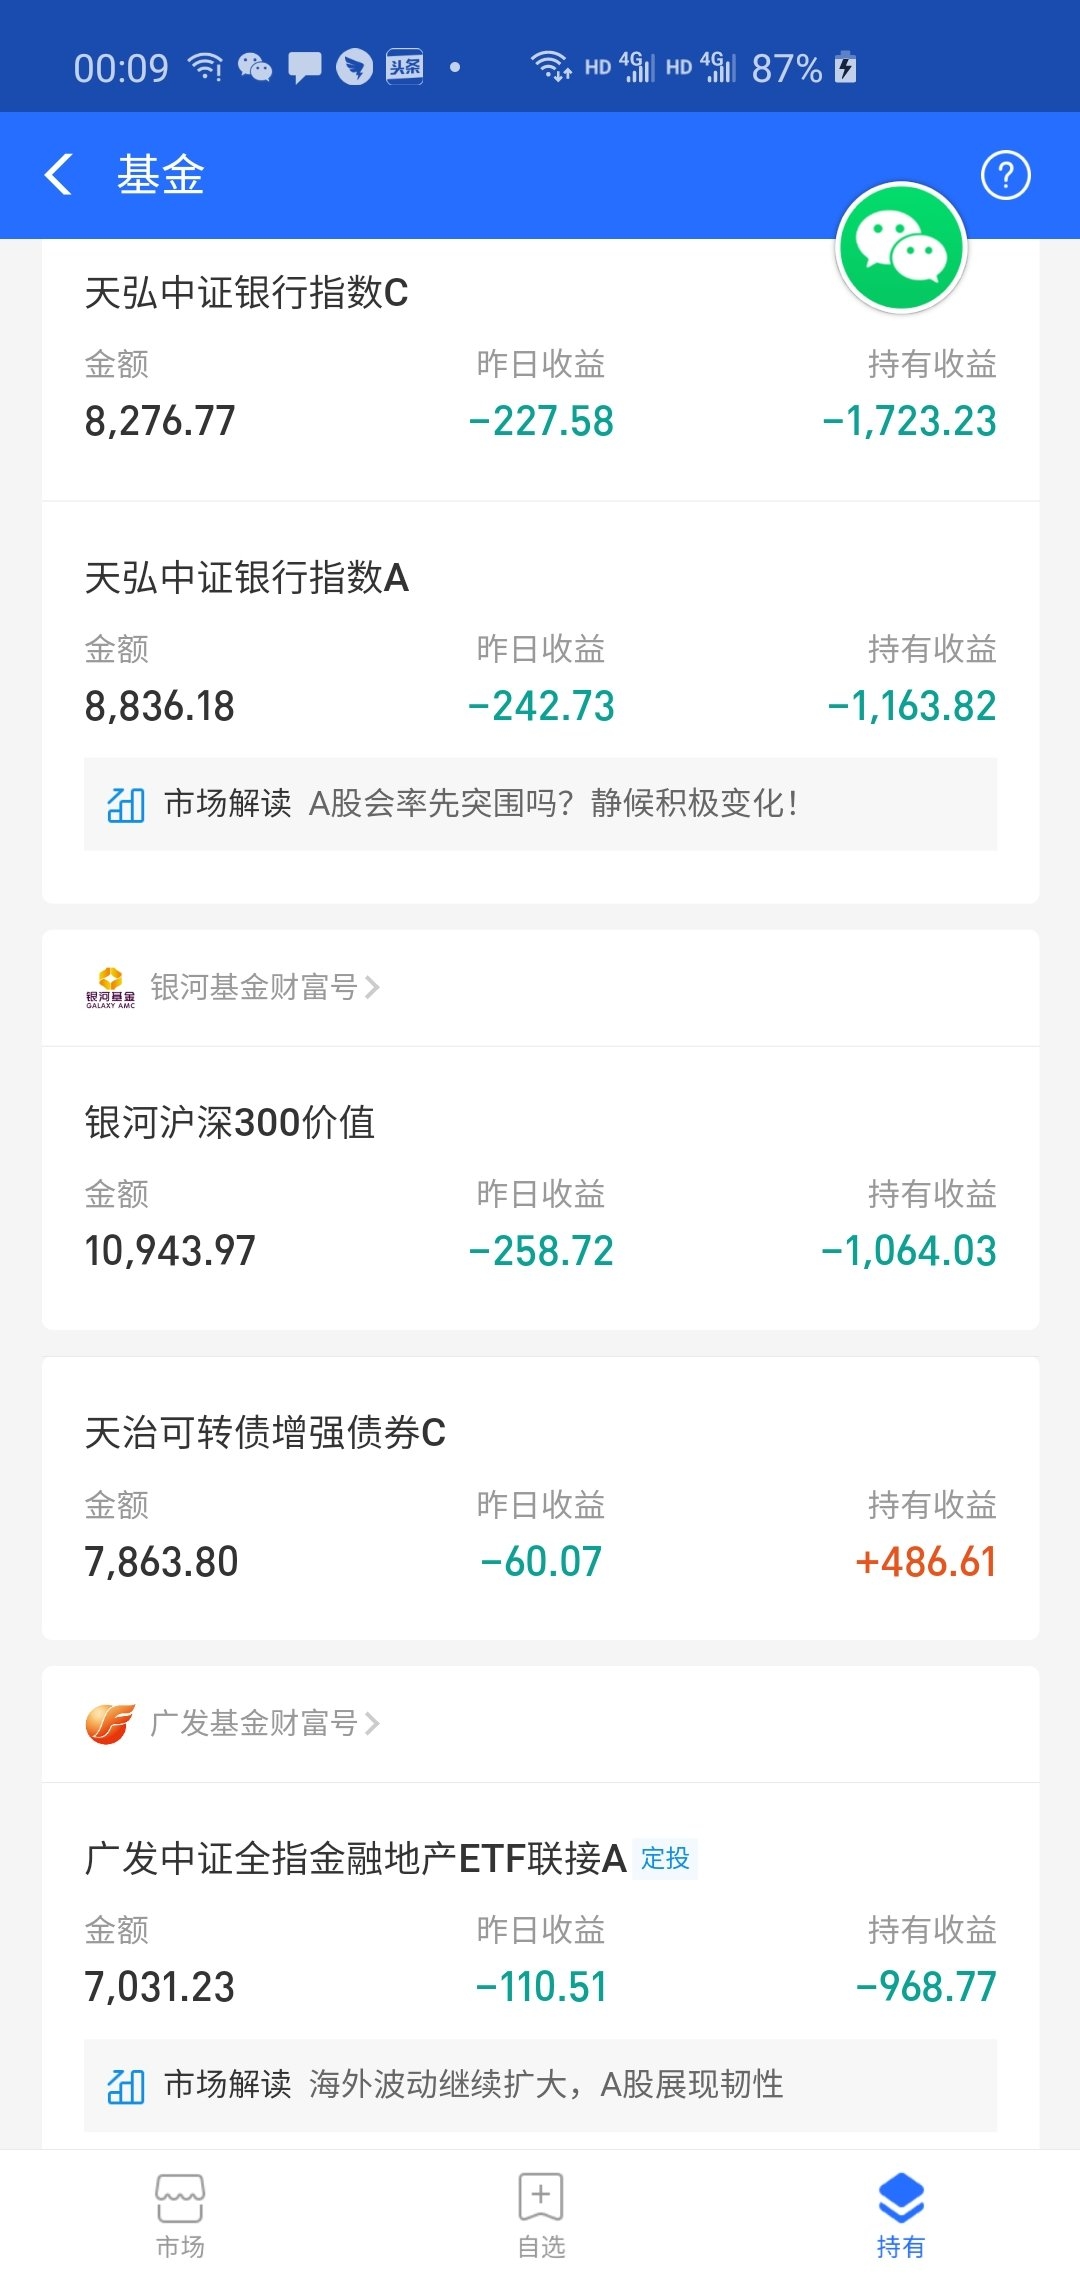 00:09 头条 HD 4G HD 4G 87%
基金 ?
天弘中证银行指数C
金额 昨日收益 持有收益
8,276.77 -227.58 -1,723.23
天弘中证银行指数A
金额 昨日收益 持有收益
8,836.18 -242.73 -1,163.82
市场解读 A股会率先突围吗？静候积极变化！
银河基金 GALAXY AMC 银河基金财富号
银河沪深300价值
金额 昨日收益 持有收益
10,943.97 -258.72 -1,064.03
天治可转债增强债券C
金额 昨日收益 持有收益
7,863.80 -60.07 +486.61
广发基金财富号
广发中证全指金融地产ETF联接A 定投
金额 昨日收益 持有收益
7,031.23 -110.51 -968.77
市场解读 海外波动继续扩大，A股展现韧性
市场 自选 持有